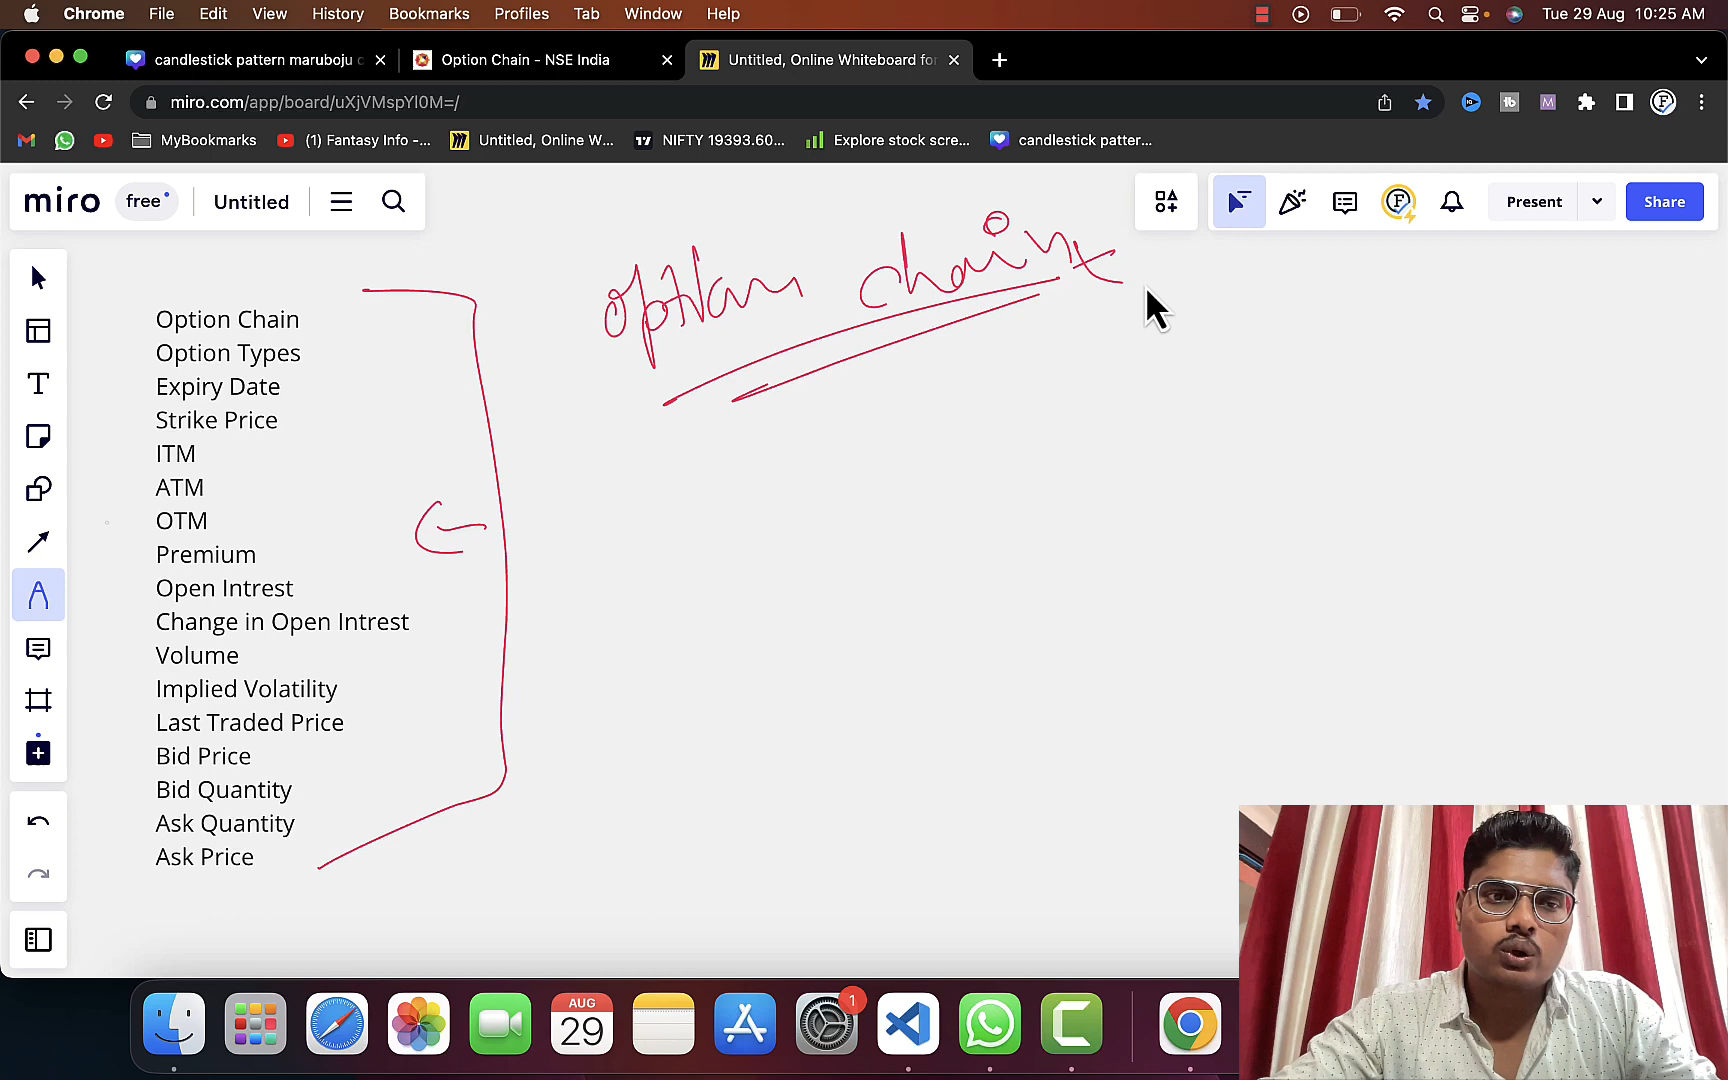 Chrome File Edit View History Bookmarks Profiles Tab Window Help Tue 29 Aug 10:25 AM
candlestick pattern maruboju c Option Chain - NSE India Untitled, Online Whiteboard for
miro.com/app/board/uXjVMspYl0M=/
MyBookmarks (1) Fantasy Info -... Untitled, Online W... NIFTY 19393.60... Explore stock scre... candlestick patter...
miro free Untitled Present Share
Option chain
Option Chain
Option Types
Expiry Date
Strike Price
ITM
ATM
OTM
Premium
Open Intrest
Change in Open Intrest
Volume
Implied Volatility
Last Traded Price
Bid Price
Bid Quantity
Ask Quantity
Ask Price
AUG
29
1